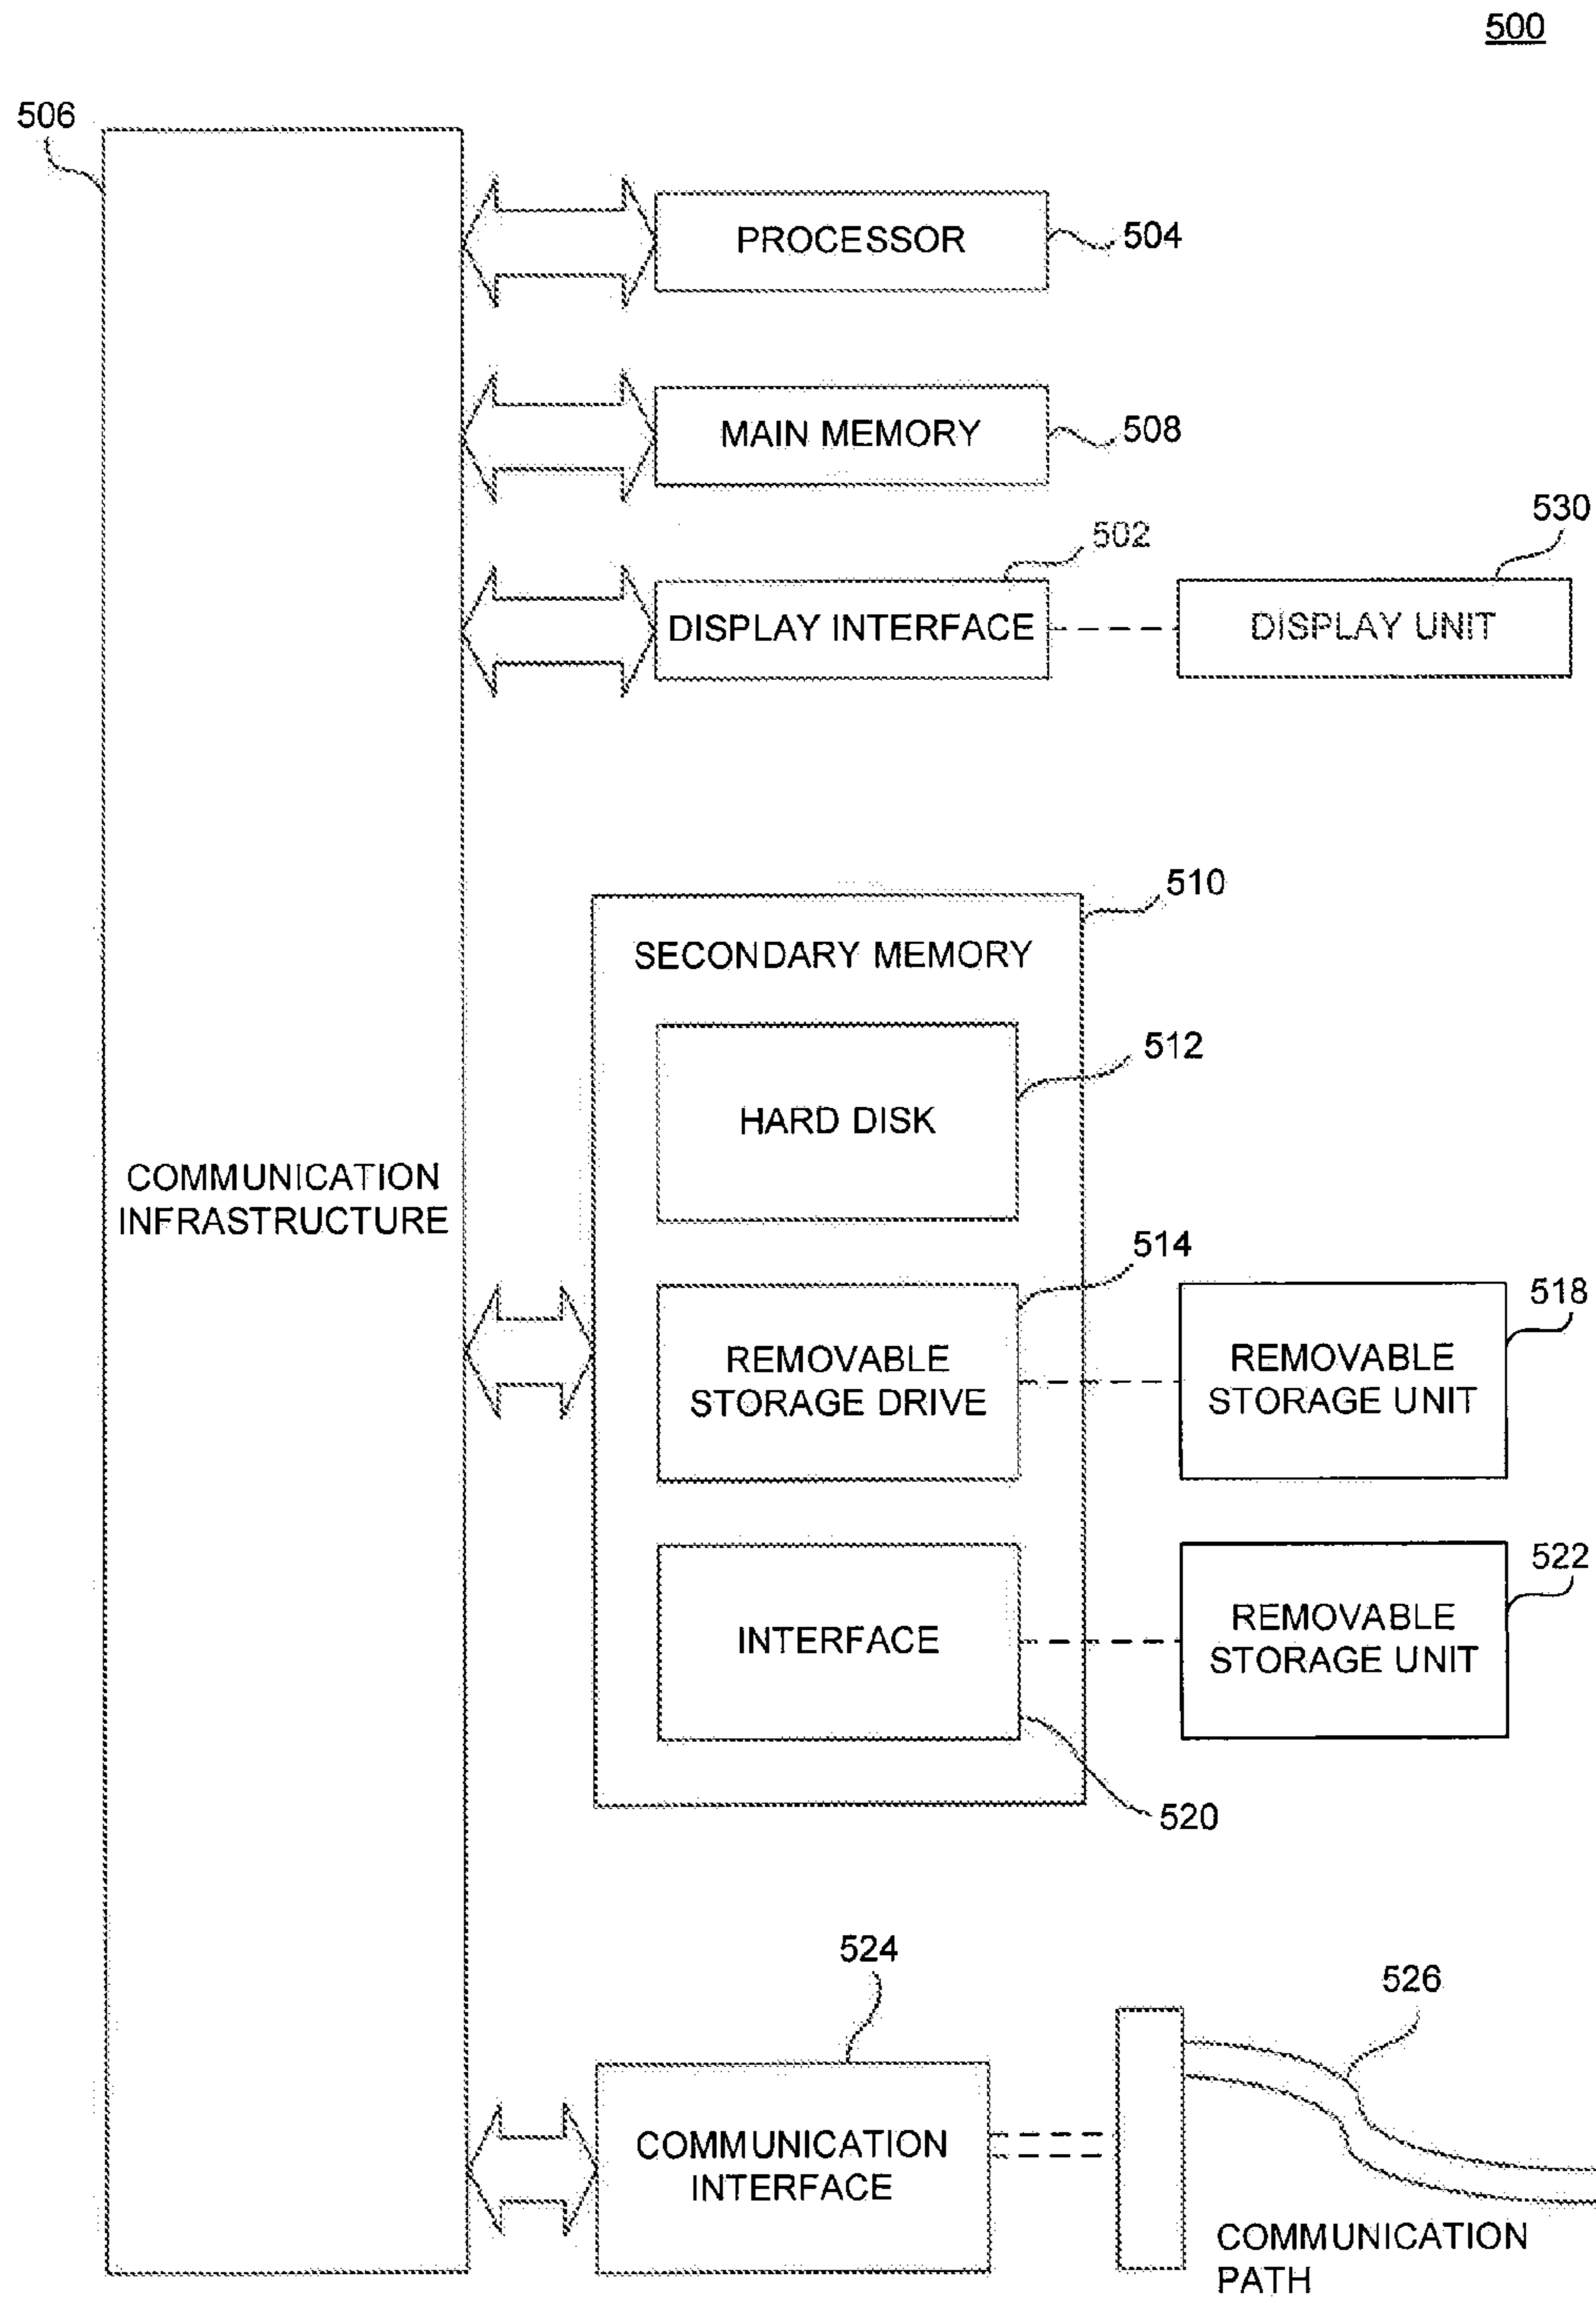 500
506
PROCESSOR
504
MAIN MEMORY
508
502
530
DISPLAY INTERFACE
DISPLAY UNIT
510
SECONDARY MEMORY
512
HARD DISK
COMMUNICATION
INFRASTRUCTURE
514
518
REMOVABLE
STORAGE DRIVE
REMOVABLE
STORAGE UNIT
522
INTERFACE
REMOVABLE
STORAGE UNIT
520
524
526
COMMUNICATION
INTERFACE
COMMUNICATION
PATH